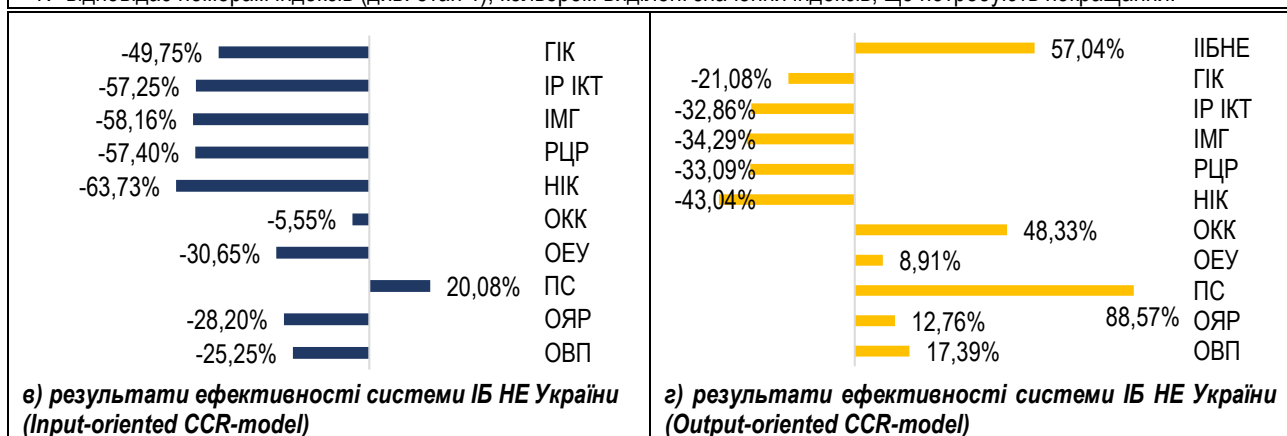 -49,75% ГІК
-57,25% ІР ІКТ
-58,16% ІМГ
-57,40% РЦР
-63,73% НІК
-5,55% ОКК
-30,65% ОЕУ
20,08% ПС
-28,20% ОЯР
-25,25% ОВП
в) результати ефективності системи ІБ НЕ України
(Input-oriented CCR-model)
57,04% ІІБНЕ
-21,08% ГІК
-32,86% ІР ІКТ
-34,29% ІМГ
-33,09% РЦР
-43,04% НІК
48,33% ОКК
8,91% ОЕУ
88,57% ПС
12,76% ОЯР
17,39% ОВП
г) результати ефективності системи ІБ НЕ України
(Output-oriented CCR-model)